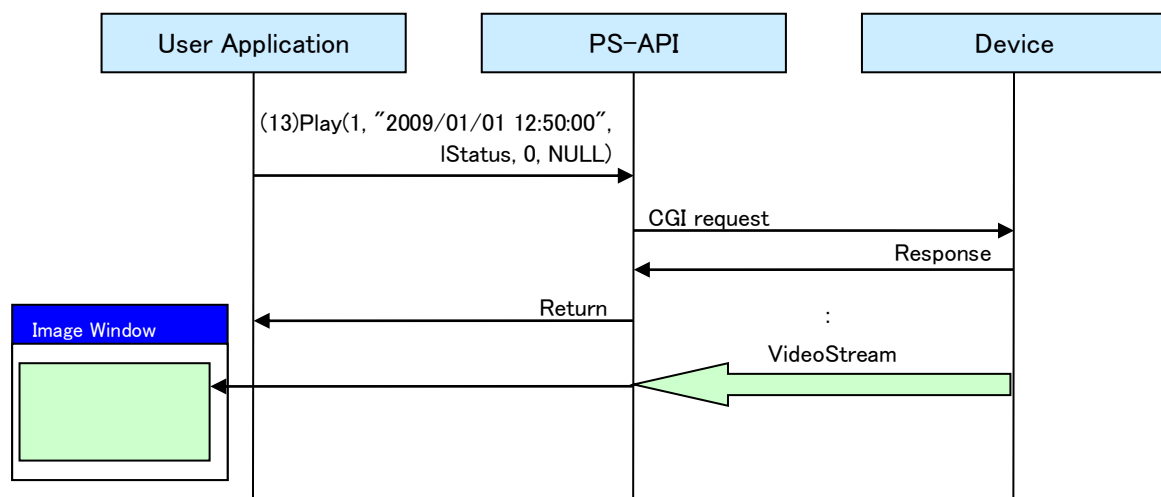 User Application
PS-API
Device
(13)Play(1, "2009/01/01 12:50:00",
lStatus, 0, NULL)
CGI request
Response
Return
:
Image Window
VideoStream